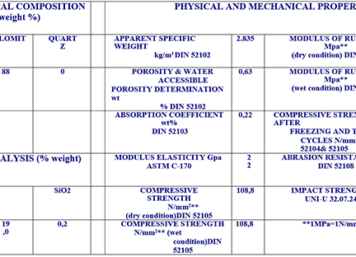 AL COMPOSITION
weight %)
PHYSICAL AND MECHANICAL PROPER
LOMIT
QUART
Z
APPARENT SPECIFIC
WEIGHT
kg/m³ DIN 52102
2.835
MODULUS OF RU
Mpa**
(dry condition) DIN
88
0
POROSITY & WATER
ACCESSIBLE
POROSITY DETERMINATION
wt
% DIN 52102
0,63
MODULUS OF RU
Mpa**
(wet condition) DIN
ABSORPTION COEFFICIENT
wt%
DIN 52103
0,22
COMPRESSIVE STREN
AFTER
FREEZING AND T
CYCLES N/mm
52104& 52105
ALYSIS (% weight)
MODULUS ELASTICITY Gpa
ASTM C-170
2
2
ABRASION RESISTA
DIN 52108
SiO2
COMPRESSIVE
STRENGTH
N/mm²**
(dry condition)DIN 52105
108,8
IMPACT STRENG
UNI-U 32.07.24
19
,0
0,2
COMPRESSIVE STRENGTH
N/mm²** (wet
condition)DIN
52105
108,8
**1MPa=1N/mm